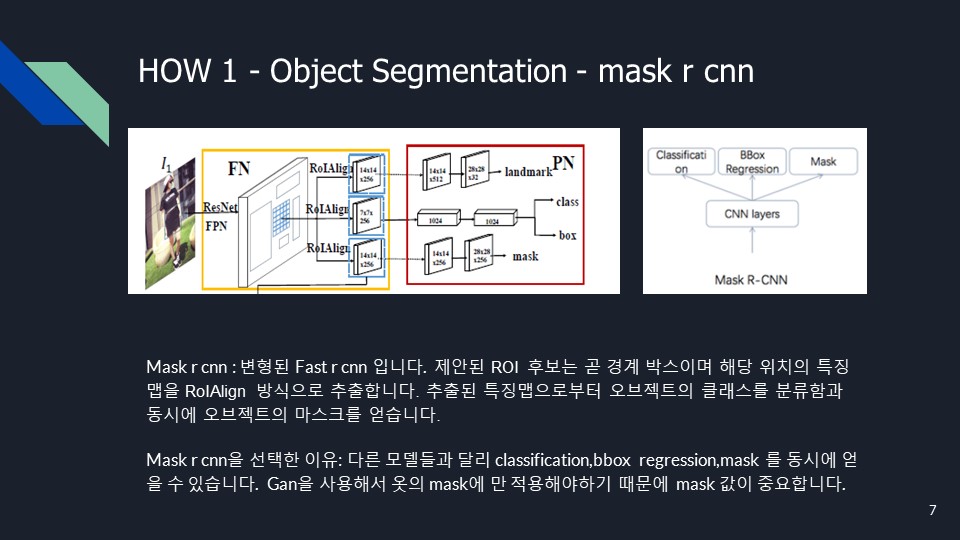 HOW 1 - Object Segmentation - mask r cnn
I1
FN
ResNet
FPN
RoIAlign
14x14
x256
RoIAlign
7x7x
256
RoIAlign
14x14
x256
PN
14x14
x512
28x28
x32
landmark
1024
1024
class
box
14x14
x256
28x28
x256
mask
Classificati
on
BBox
Regression
Mask
CNN layers
Mask R-CNN
Mask r cnn : 변형된 Fast r cnn 입니다. 제안된 ROI 후보는 곧 경계 박스이며 해당 위치의 특징
맵을 RoIAlign 방식으로 추출합니다. 추출된 특징맵으로부터 오브젝트의 클래스를 분류함과
동시에 오브젝트의 마스크를 얻습니다.
Mask r cnn을 선택한 이유: 다른 모델들과 달리 classification,bbox regression,mask 를 동시에 얻
을 수 있습니다. Gan을 사용해서 옷의 mask에 만 적용해야하기 때문에 mask 값이 중요합니다.
7